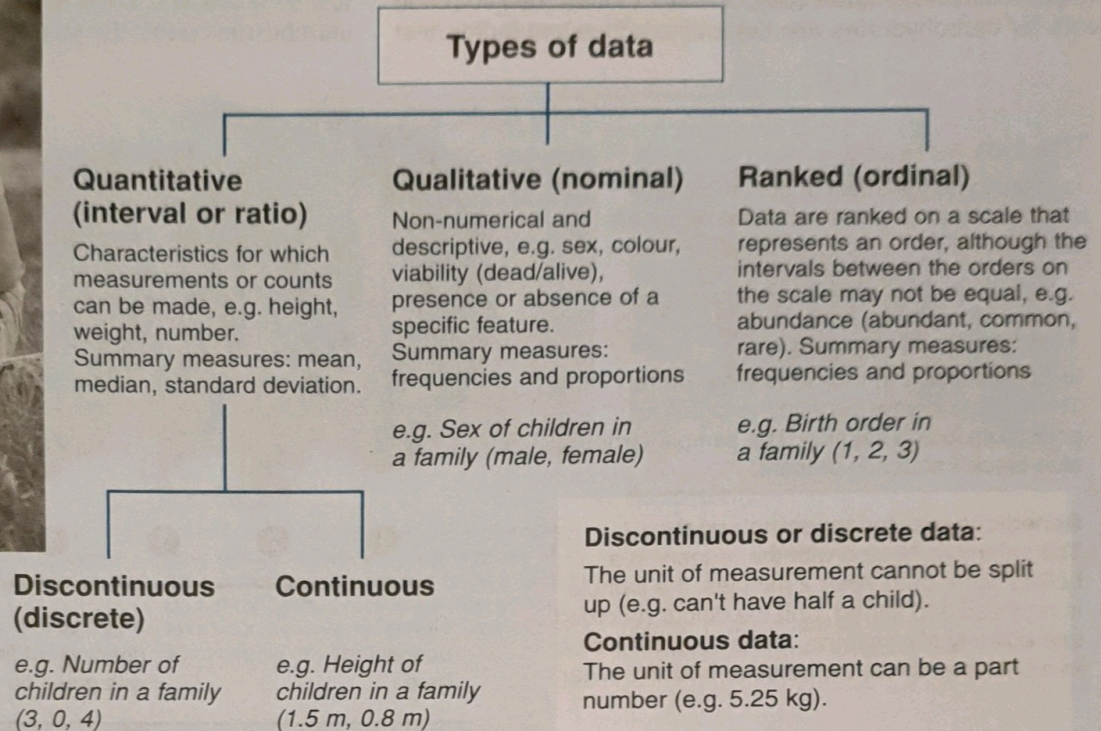 Types of data
Quantitative
(interval or ratio)
Characteristics for which
measurements or counts
can be made, e.g. height,
weight, number.
Summary measures: mean,
median, standard deviation.
Qualitative (nominal)
Non-numerical and
descriptive, e.g. sex, colour,
viability (dead/alive),
presence or absence of a
specific feature.
Summary measures:
frequencies and proportions
e.g. Sex of children in
a family (male, female)
Ranked (ordinal)
Data are ranked on a scale that
represents an order, although the
intervals between the orders on
the scale may not be equal, e.g.
abundance (abundant, common,
rare). Summary measures:
frequencies and proportions
e.g. Birth order in
a family (1, 2, 3)
Discontinuous
(discrete)
e.g. Number of
children in a family
(3, 0, 4)
Continuous
e.g. Height of
children in a family
(1.5 m, 0.8 m)
Discontinuous or discrete data:
The unit of measurement cannot be split
up (e.g. can't have half a child).
Continuous data:
The unit of measurement can be a part
number (e.g. 5.25 kg).